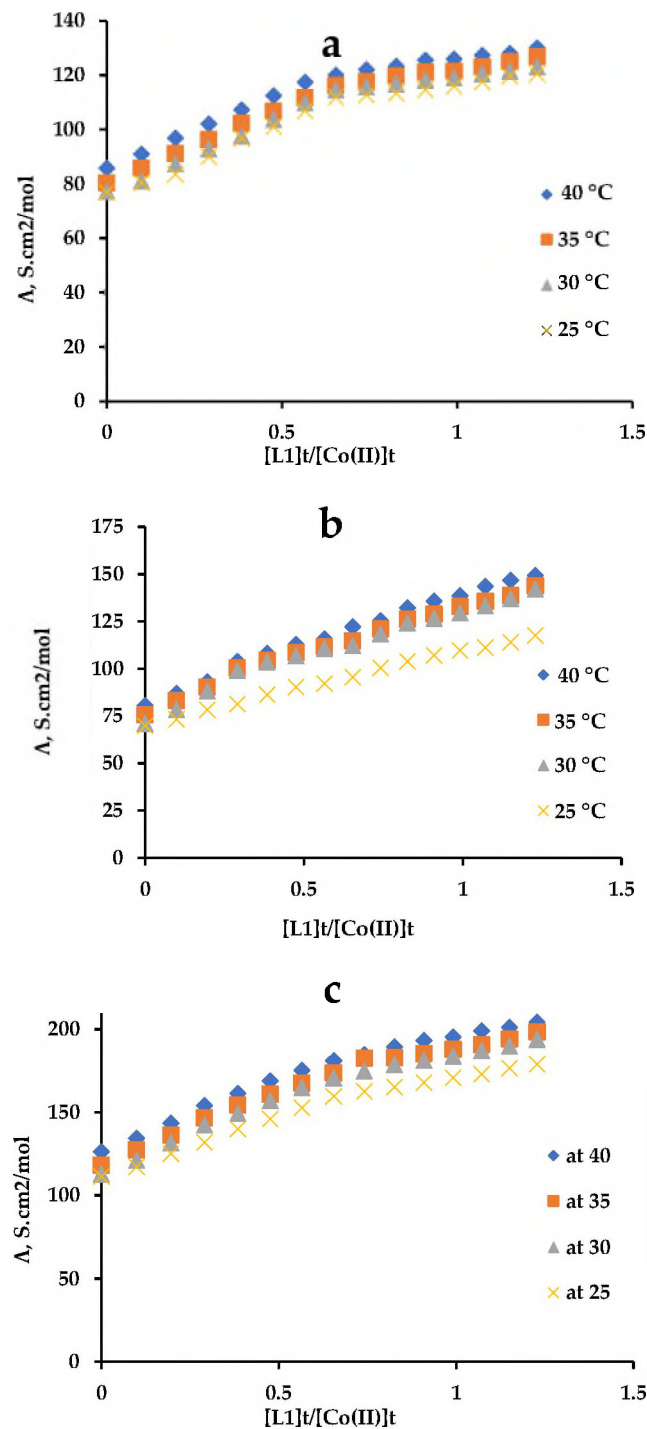 a
140
120
100
80
60
40
20
0
Λ, S.cm2/mol
40 °C
35 °C
30 °C
25 °C
0 0.5 1 1.5
[L1]t/[Co(II)]t
b
175
150
125
100
75
50
25
0
Λ, S.cm2/mol
40 °C
35 °C
30 °C
25 °C
0 0.5 1 1.5
[L1]t/[Co(II)]t
c
200
150
100
50
0
Λ, S.cm2/mol
at 40
at 35
at 30
at 25
0 0.5 1 1.5
[L1]t/[Co(II)]t